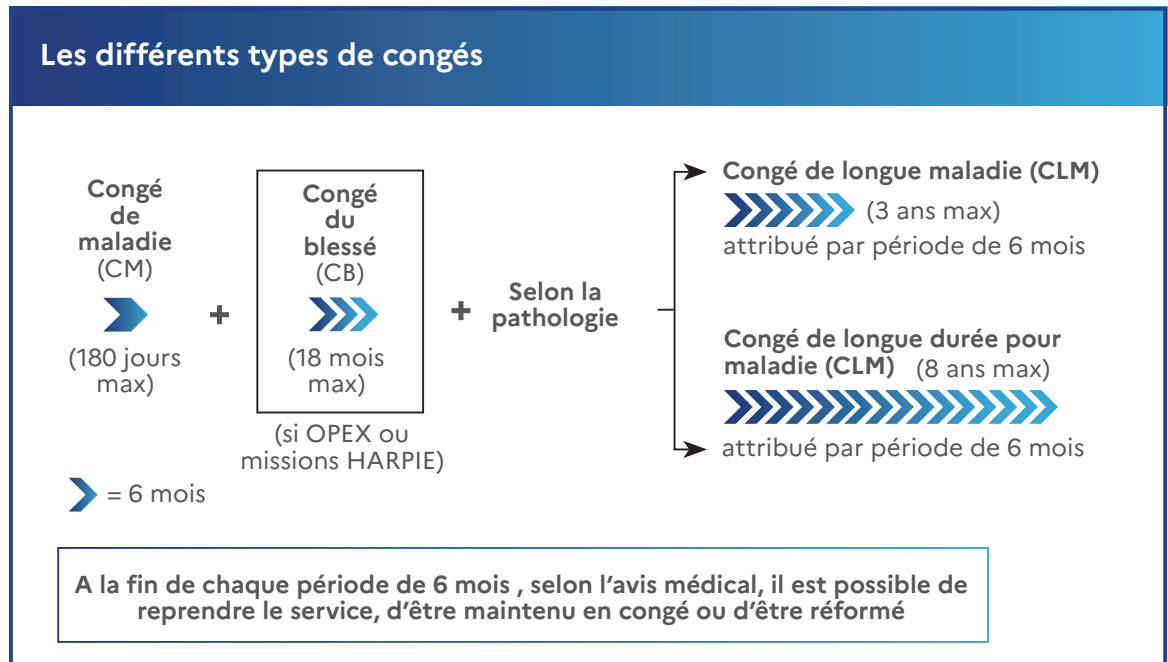 Les différents types de congés
Congé
de
maladie
(CM)
(180 jours
max)
+
Congé
du
blessé
(CB)
(18 mois
max)
(si OPEX ou
missions HARPIE)
+
Selon la
pathologie
Congé de longue maladie (CLM)
(3 ans max)
attribué par période de 6 mois
Congé de longue durée pour
maladie (CLM) (8 ans max)
attribué par période de 6 mois
= 6 mois
A la fin de chaque période de 6 mois , selon l’avis médical, il est possible de
reprendre le service, d’être maintenu en congé ou d’être réformé